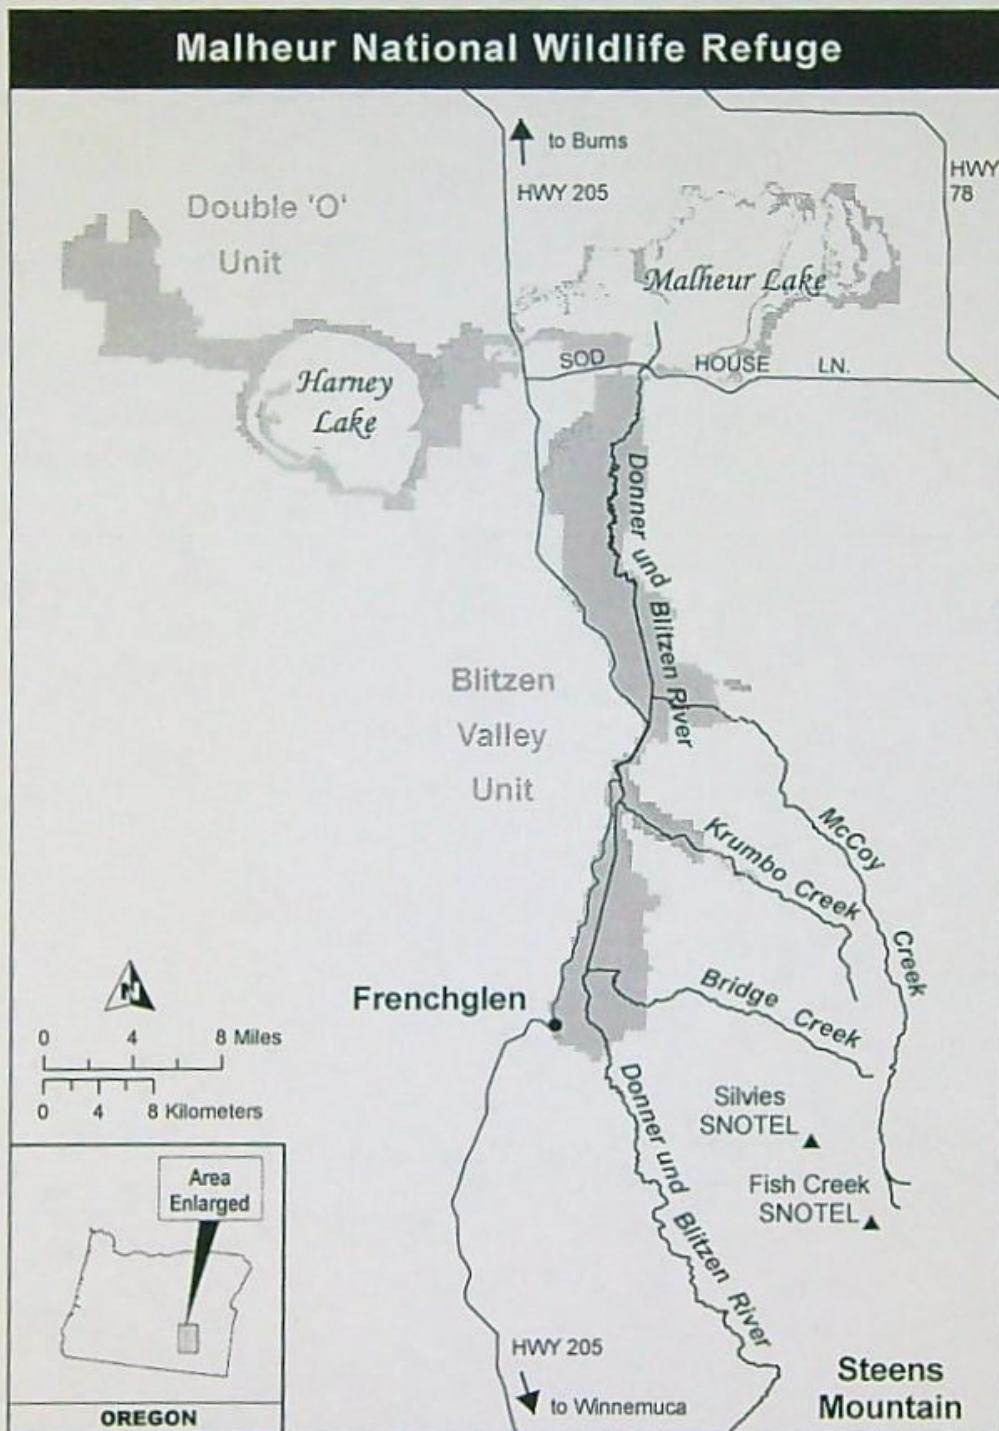 Malheur National Wildlife Refuge
to Burns
HWY 205
HWY
78
Double 'O'
Unit
Malheur Lake
SOD HOUSE LN.
Harney
Lake
Donner und Blitzen River
Blitzen
Valley
Unit
McCoy Creek
Krumbo Creek
Bridge Creek
Frenchglen
N
0 4 8 Miles
0 4 8 Kilometers
Donner und Blitzen River
Silvies
SNOTEL
Fish Creek
SNOTEL
Area
Enlarged
OREGON
HWY 205
to Winnemuca
Steens
Mountain